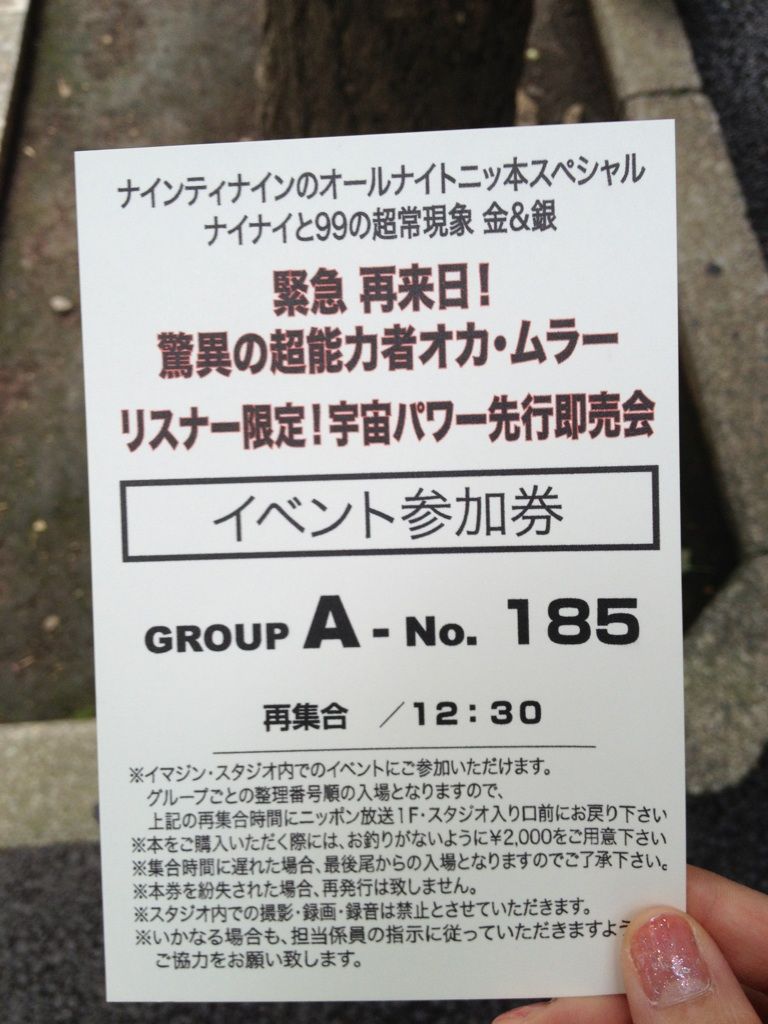 ナインティナインのオールナイトニッ本スペシャル
ナイナイと99の超常現象 金&銀
緊急 再来日!
驚異の超能力者オカ・ムラー
リスナー限定!宇宙パワー先行即売会
イベント参加券
GROUP A - No. 185
再集合 /12:30
※イマジン・スタジオ内でのイベントにご参加いただけます。
グループごとの整理番号順の入場となりますので、
上記の再集合時間にニッポン放送1F・スタジオ入り口前にお戻り下さい
※本をご購入いただく際には、お釣りがないように¥2,000をご用意下さい
※集合時間に遅れた場合、最後尾からの入場となりますのでご了承下さい。
※本券を紛失された場合、再発行は致しません。
※スタジオ内での撮影・録画・録音は禁止とさせていただきます。
※いかなる場合も、担当係員の指示に従っていただきますよう
ご協力をお願い致します。